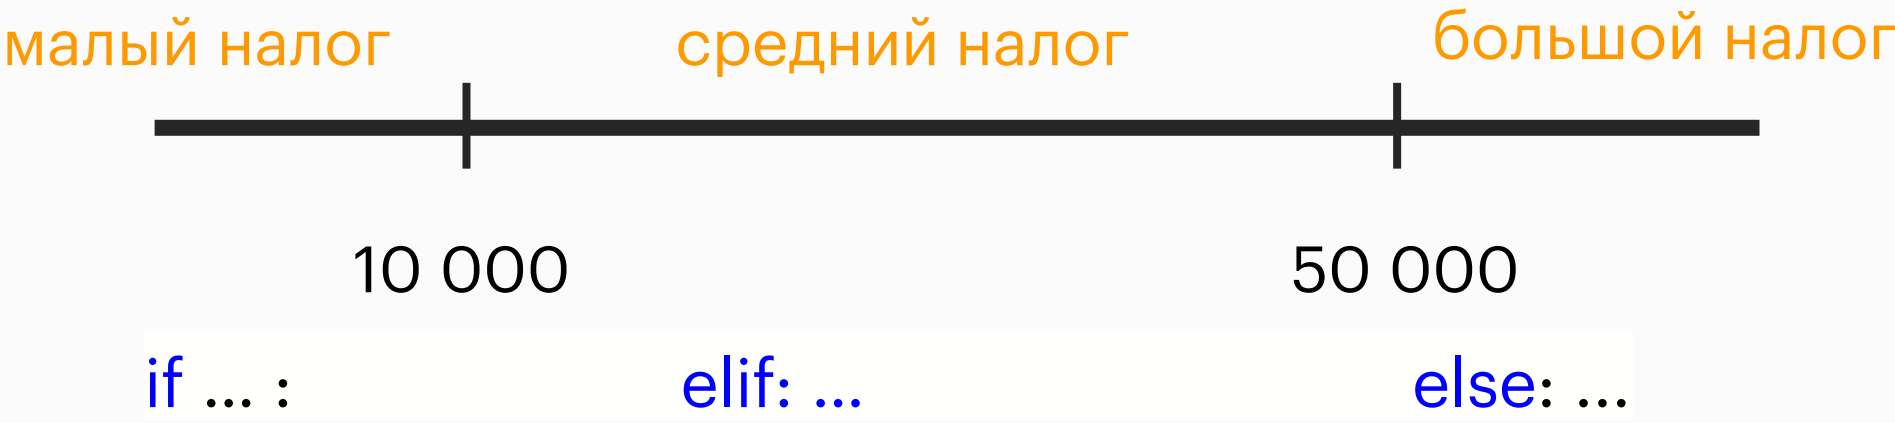 малый налог средний налог большой налог
10 000 50 000
if ... : elif: ... else: ...